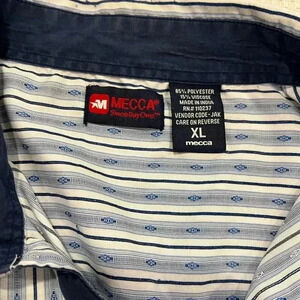 MECCA®
85% POLYESTER
15% VISCOSE
MADE IN INDIA
RN# 110237
VENDOR CODE-JAK
CARE ON REVERSE
XL
mecca